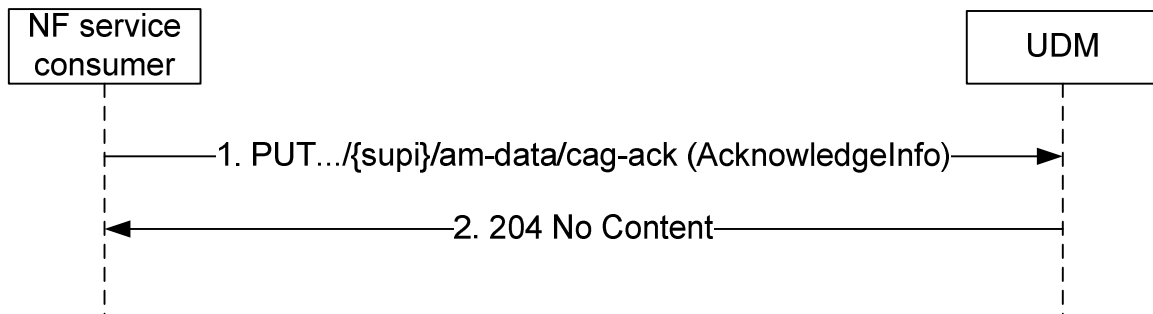 NF service
consumer
UDM
1. PUT.../{supi}/am-data/cag-ack (AcknowledgeInfo)
2. 204 No Content